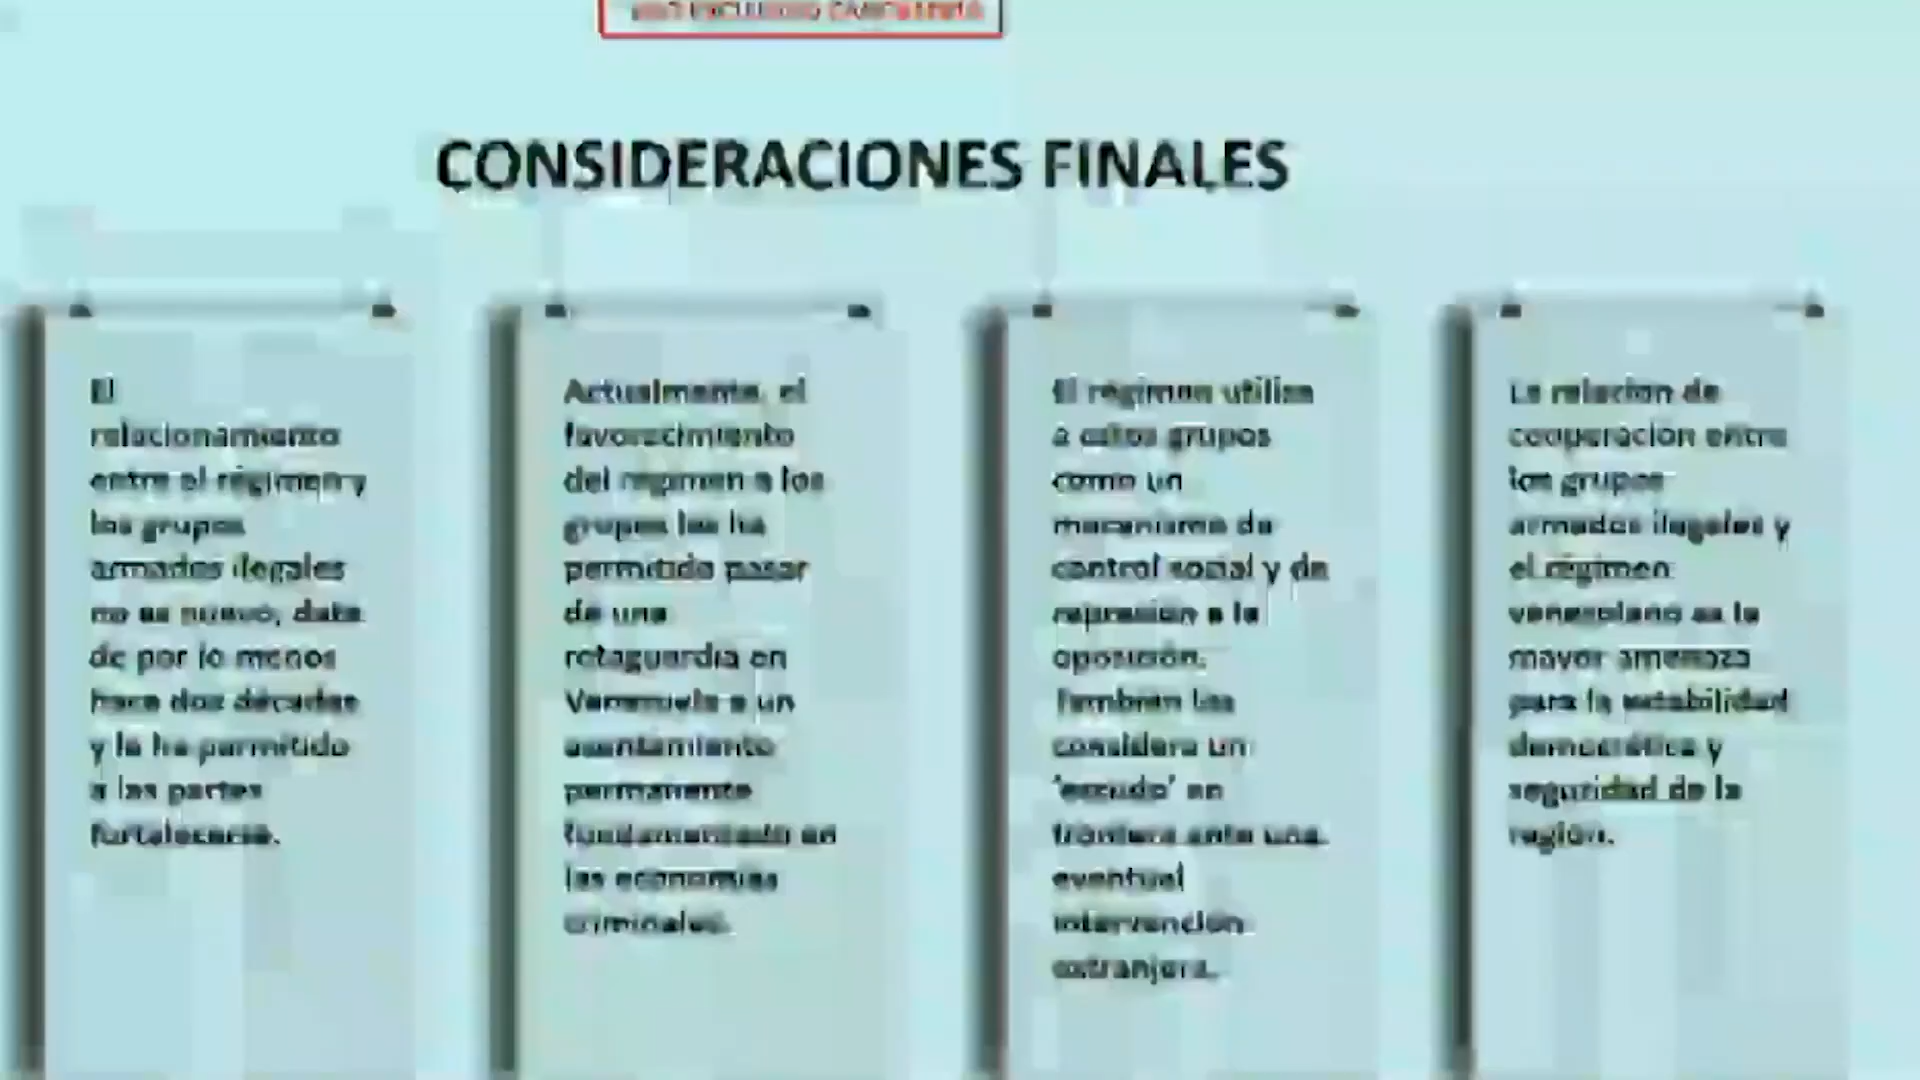 CONSIDERACIONES FINALES
El
relacionamiento
entre el régimen y
los grupos
armados ilegales
no es nuevo, data
de por lo menos
hace dos décadas
y le ha permitido
a las partes
fortalecerse.
Actualmente, el
favorecimiento
del régimen a los
grupos les ha
permitido pasar
de una
retaguardia en
Venezuela a un
asentamiento
permanente
fundamentado en
las economías
criminales.
El régimen utiliza
a estos grupos
como un
mecanismo de
control social y de
represión a la
oposición.
También los
considera un
'escudo' en
frontera ante una
eventual
intervención
extranjera.
La relación de
cooperación entre
los grupos
armados ilegales y
el régimen
venezolano es la
mayor amenaza
para la estabilidad
democrática y
seguridad de la
región.